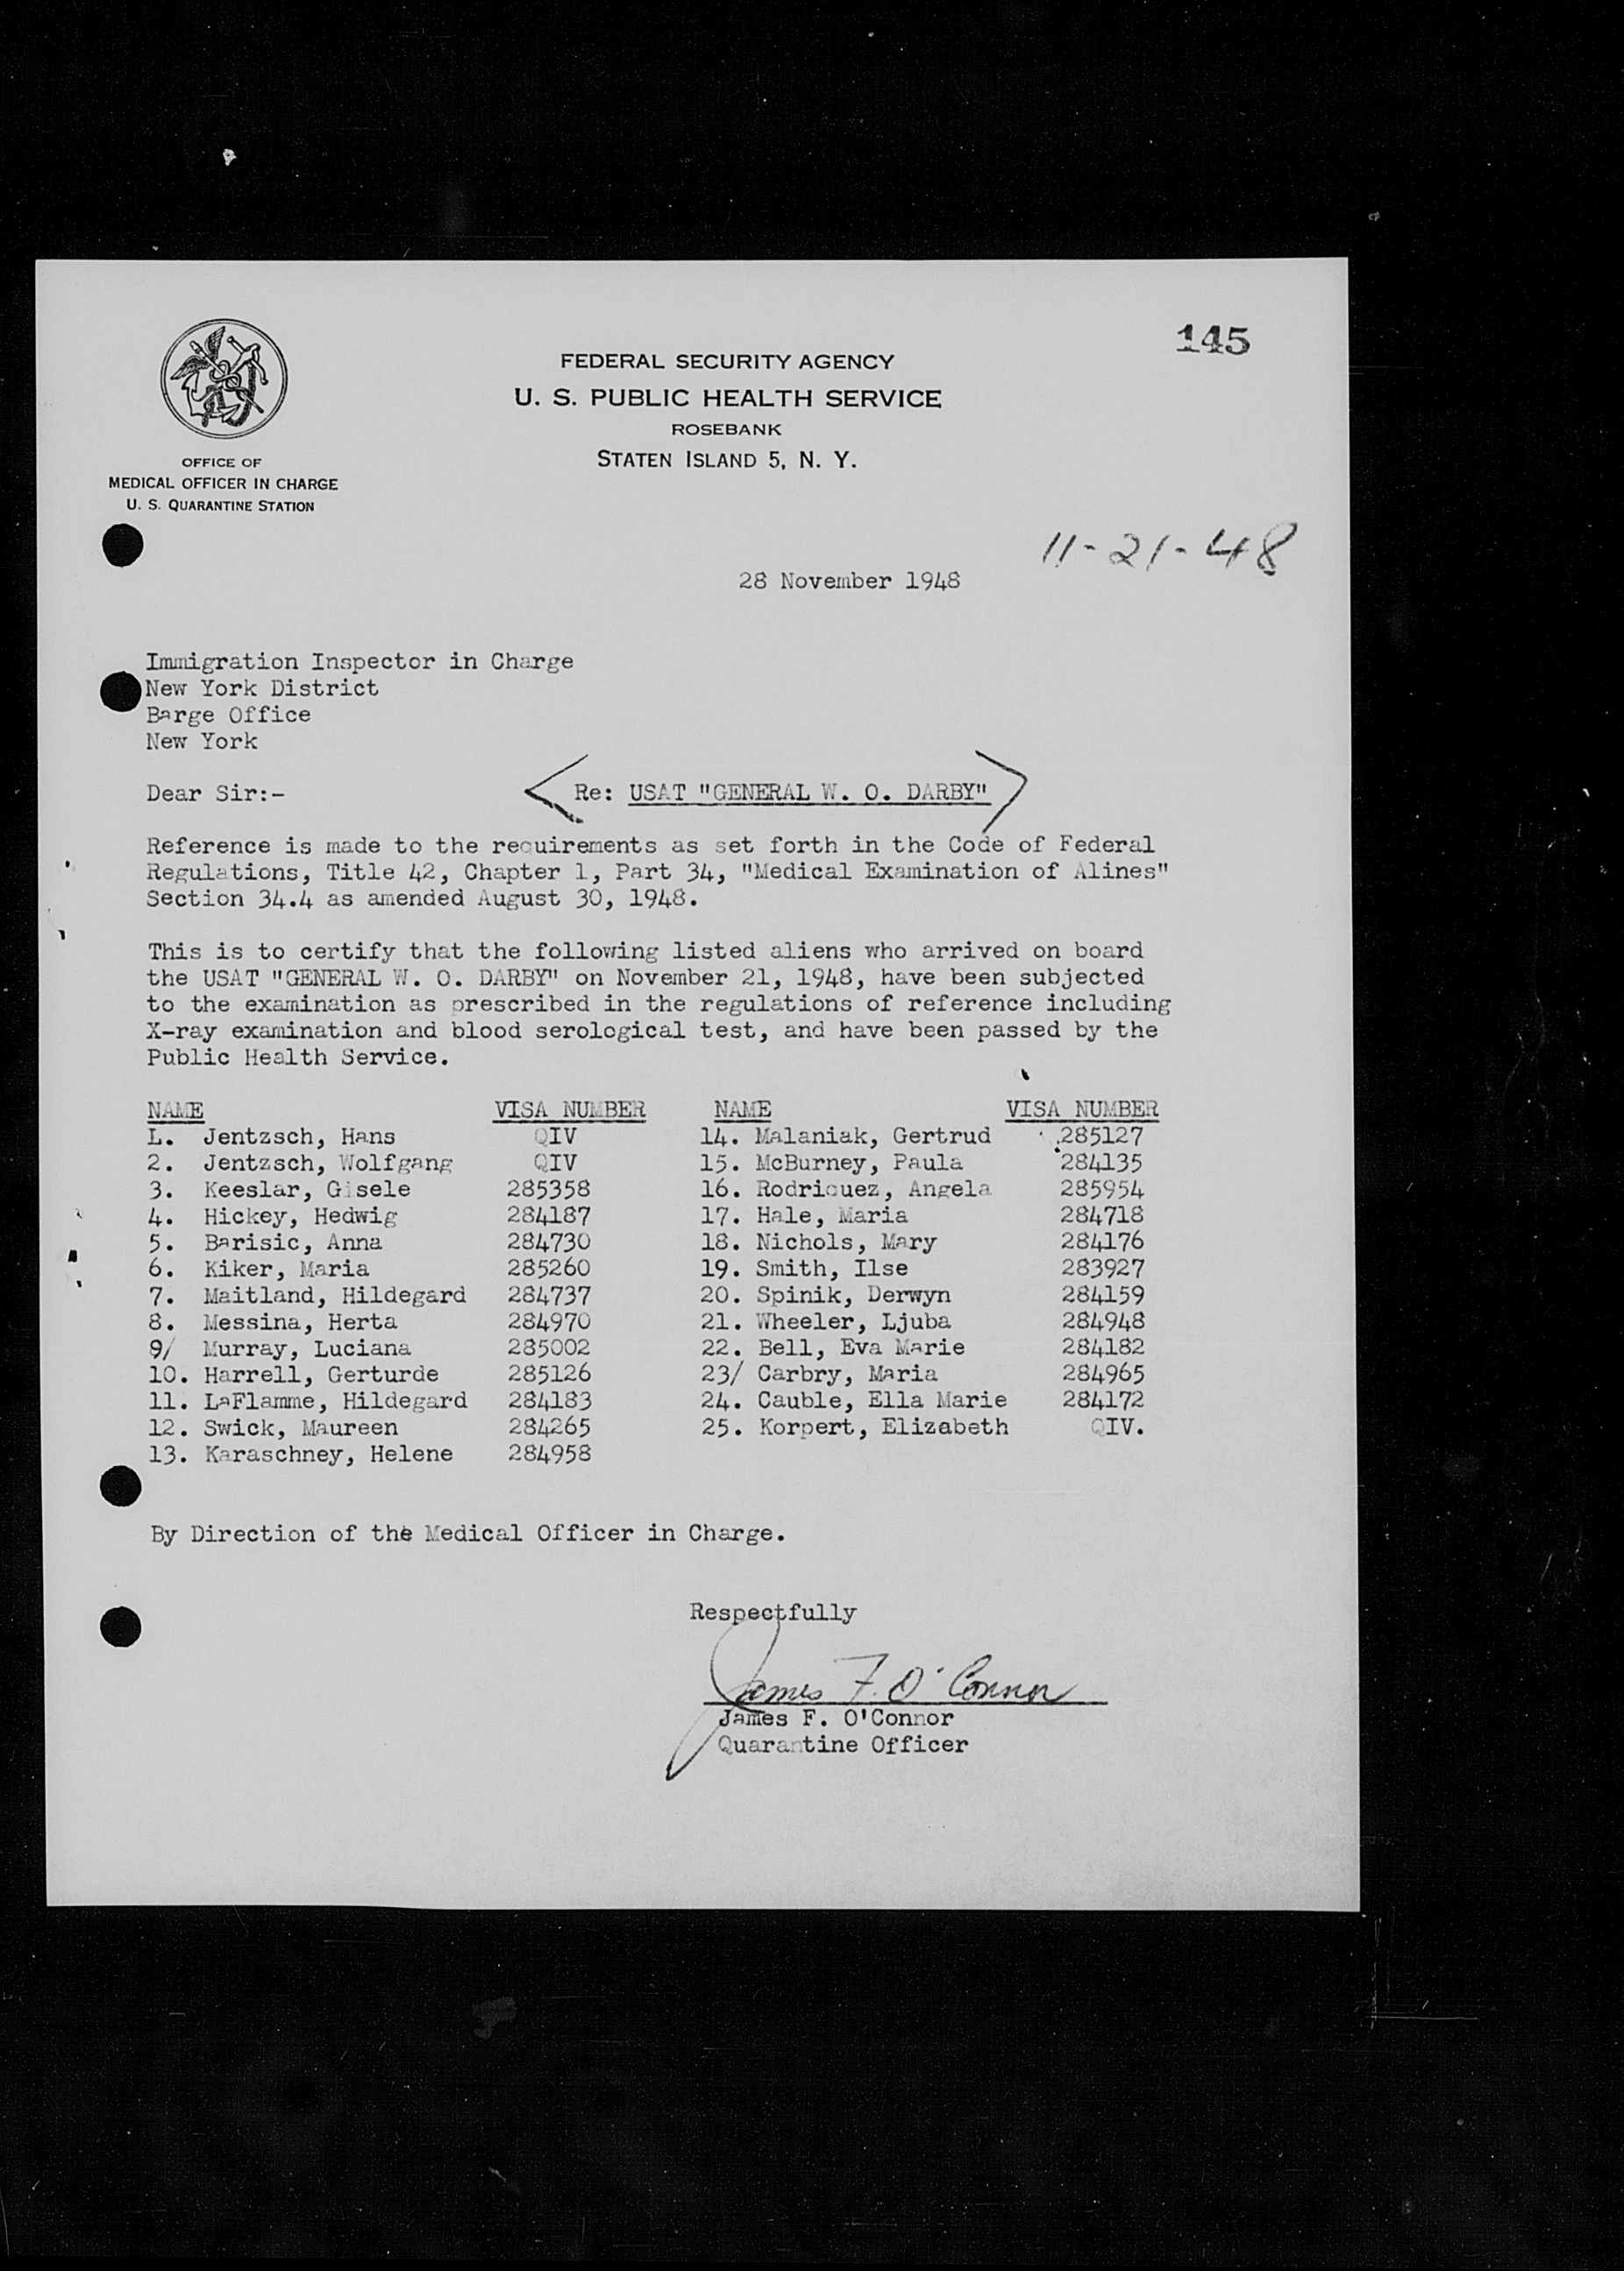 145
FEDERAL SECURITY AGENCY
U. S. PUBLIC HEALTH SERVICE
ROSEBANK
STATEN ISLAND 5, N. Y.
OFFICE OF
MEDICAL OFFICER IN CHARGE
U. S. QUARANTINE STATION
11-21-48
28 November 1948
Immigration Inspector in Charge
New York District
Barge Office
New York
Dear Sir:- Re: USAT "GENERAL W. O. DARBY"
Reference is made to the requirements as set forth in the Code of Federal
Regulations, Title 42, Chapter 1, Part 34, "Medical Examination of Alines"
Section 34.4 as amended August 30, 1948.
This is to certify that the following listed aliens who arrived on board
the USAT "GENERAL W. O. DARBY" on November 21, 1948, have been subjected
to the examination as prescribed in the regulations of reference including
X-ray examination and blood serological test, and have been passed by the
Public Health Service.
NAME VISA NUMBER NAME VISA NUMBER
L. Jentzsch, Hans QIV 14. Malaniak, Gertrud 285127
2. Jentzsch, Wolfgang QIV 15. McBurney, Paula 284135
3. Keeslar, Gisele 285358 16. Rodriquez, Angela 285954
4. Hickey, Hedwig 284187 17. Hale, Maria 284718
5. Barisic, Anna 284730 18. Nichols, Mary 284176
6. Kiker, Maria 285260 19. Smith, Ilse 283927
7. Maitland, Hildegard 284737 20. Spinik, Derwyn 284159
8. Messina, Herta 284970 21. Wheeler, Ljuba 284948
9/ Murray, Luciana 285002 22. Bell, Eva Marie 284182
10. Harrell, Gerturde 285126 23/ Carbry, Maria 284965
11. LaFlamme, Hildegard 284183 24. Cauble, Ella Marie 284172
12. Swick, Maureen 284265 25. Korpert, Elizabeth QIV.
13. Karaschney, Helene 284958
By Direction of the Medical Officer in Charge.
Respectfully
James F. O'Connor
James F. O'Connor
Quarantine Officer